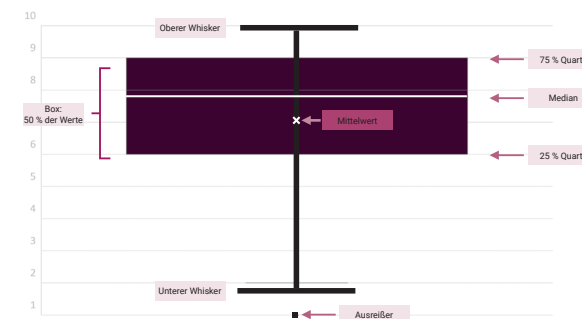 10
Oberer Whisker
9
75 % Quart
8
Median
Box:
50 % der Werte
Mittelwert
6
25 % Quart
5
4
3
2
Unterer Whisker
1
Ausreißer